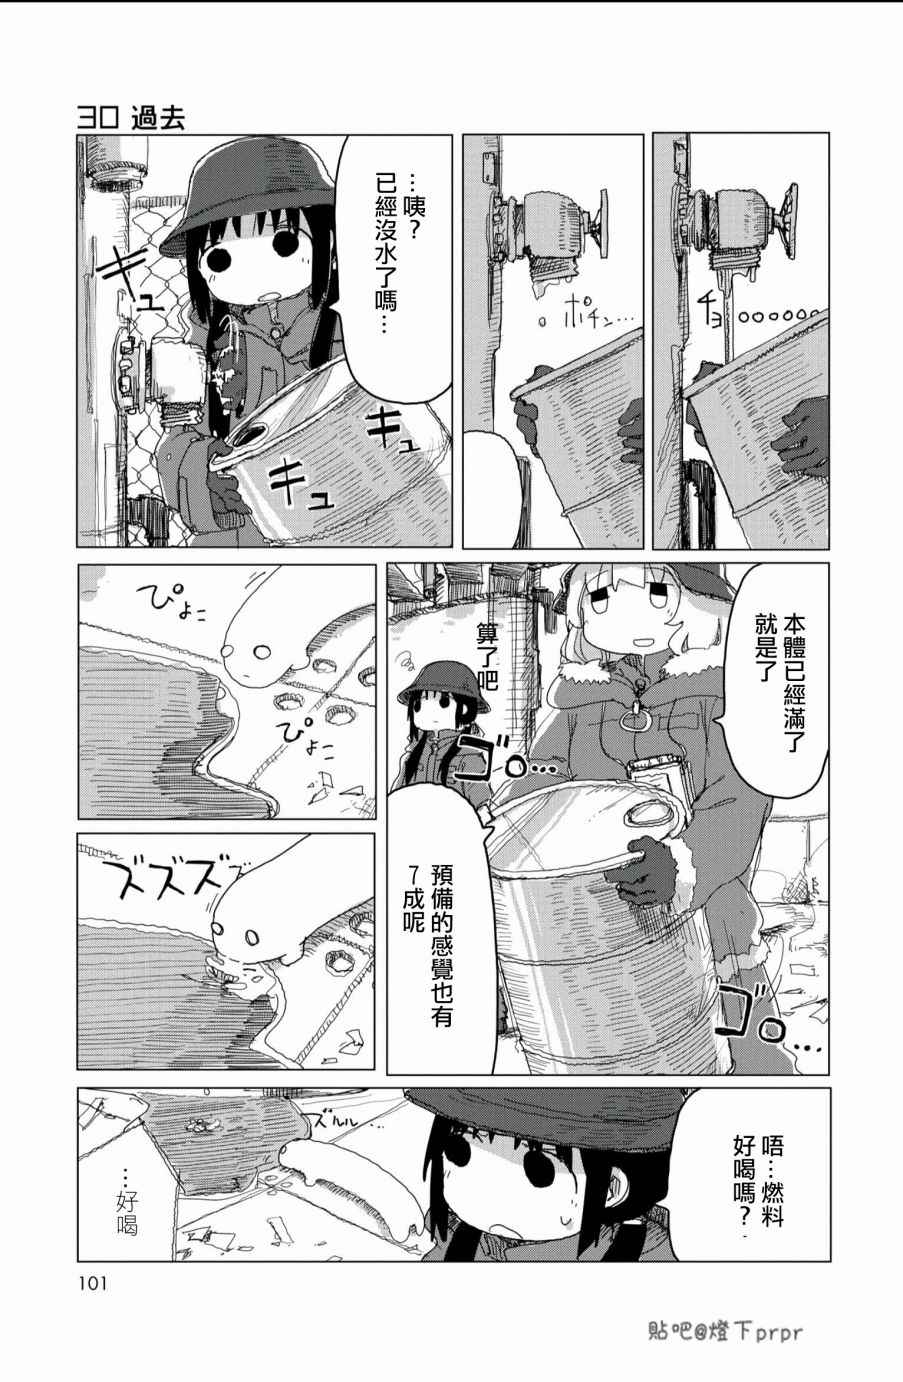 30 過去
チョ。。。。。。
ポチン…
…咦？
已經沒水了嗎…
キュ
キュ
キュ
本體已經滿了
就是了
算了吧
ゴロ…
預備的感覺也有
7成呢
ゴロ…
ぴょこ
ぴょこ
ズズズ
唔…燃料
好喝嗎？
ズルル…
…好喝
101
貼吧@燈下prpr